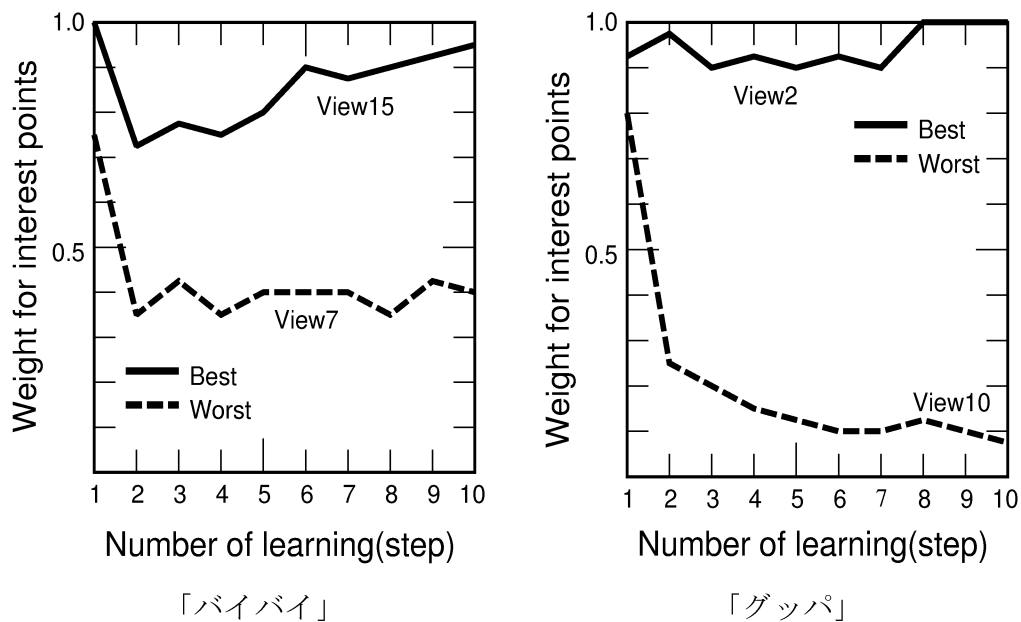 Weight for interest points
1.0
0.5
View15
View7
Best
Worst
1 2 3 4 5 6 7 8 9 10
Number of learning(step)
「バイバイ」
Weight for interest points
1.0
0.5
View2
Best
Worst
View10
1 2 3 4 5 6 7 8 9 10
Number of learning(step)
「グッパ」